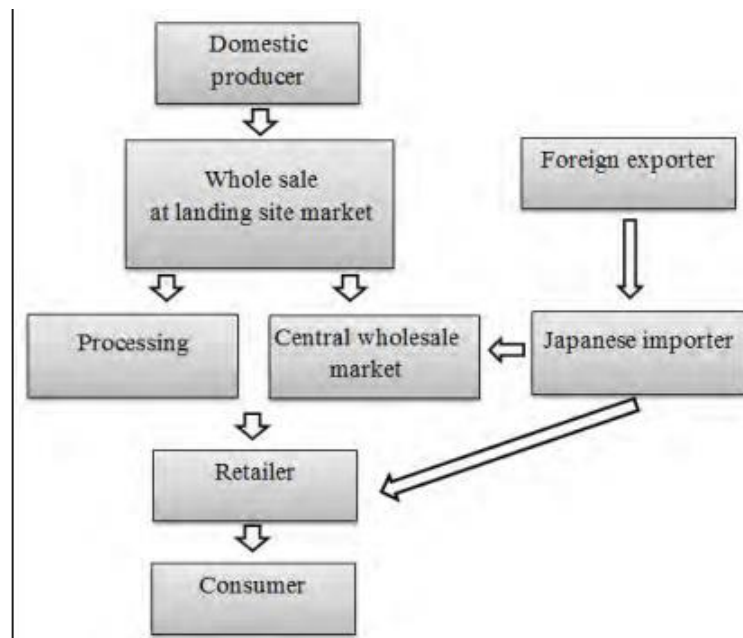 Domestic
producer
Whole sale
at landing site market
Foreign exporter
Processing
Central wholesale
market
Japanese importer
Retailer
Consumer